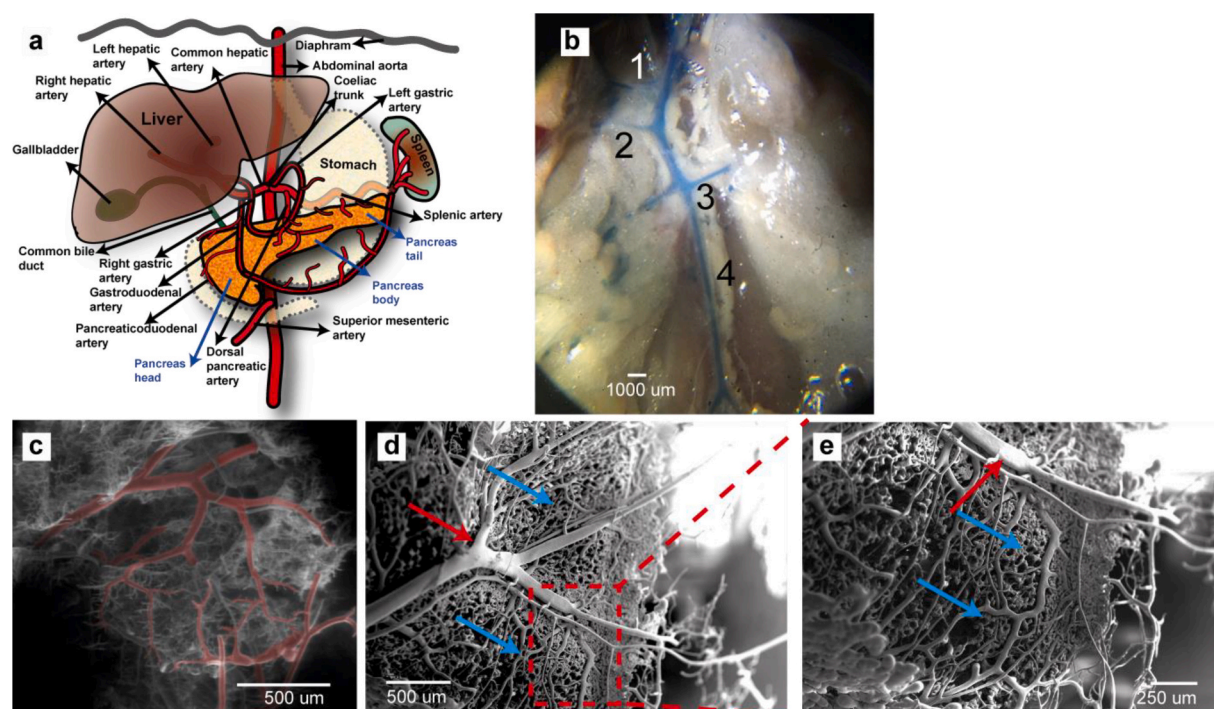 a
Diaphram
Left hepatic
artery
Common hepatic
artery
Abdominal aorta
Right hepatic
artery
Coeliac
trunk
Left gastric
artery
Liver
Gallbladder
Stomach
Spleen
Splenic artery
Common bile
duct
Pancreas
tail
Right gastric
artery
Gastroduodenal
artery
Pancreas
body
Pancreaticoduodenal
artery
Superior mesenteric
artery
Pancreas
head
Dorsal
pancreatic
artery
b
1
2
3
4
1000 um
c
500 um
d
500 um
e
250 um